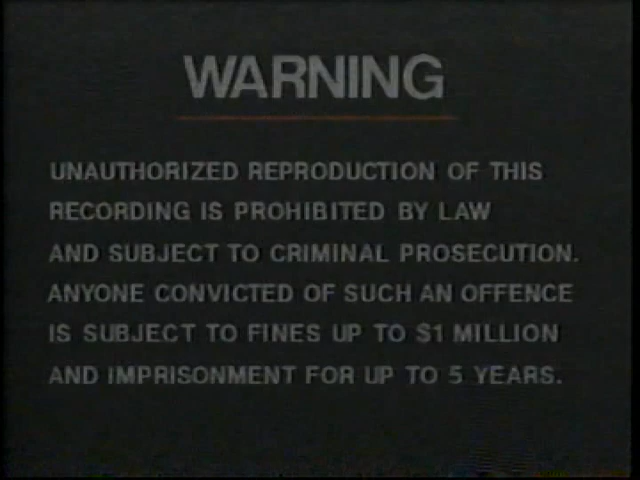 WARNING
UNAUTHORIZED REPRODUCTION OF THIS
RECORDING IS PROHIBITED BY LAW
AND SUBJECT TO CRIMINAL PROSECUTION.
ANYONE CONVICTED OF SUCH AN OFFENCE
IS SUBJECT TO FINES UP TO $1 MILLION
AND IMPRISONMENT FOR UP TO 5 YEARS.